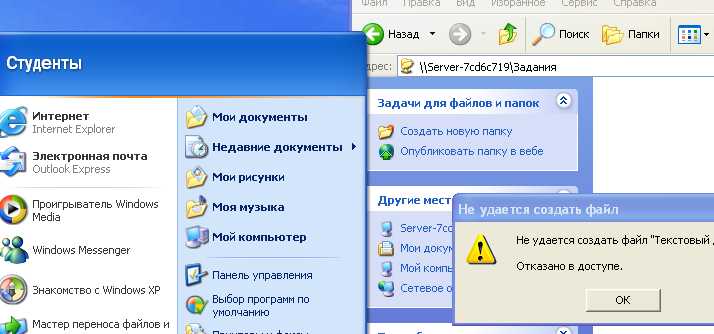 Файл Правка Вид Избранное Сервис Справка
Назад Поиск Папки
дрес: \\Server-7cd6c719\Задания
Студенты
Интернет
Internet Explorer
Электронная почта
Outlook Express
Проигрыватель Windows
Media
Windows Messenger
Знакомство с Windows XP
Мастер переноса файлов и
Мои документы
Недавние документы
Мои рисунки
Моя музыка
Мой компьютер
Панель управления
Выбор программ по
умолчанию
Принтеры и факсы
Задачи для файлов и папок
Создать новую папку
Опубликовать папку в вебе
Другие мест
Server-7cd
Мои докум
Мой компь
Сетевое о
Не удается создать файл
Не удается создать файл "Текстовый д
Отказано в доступе.
OK